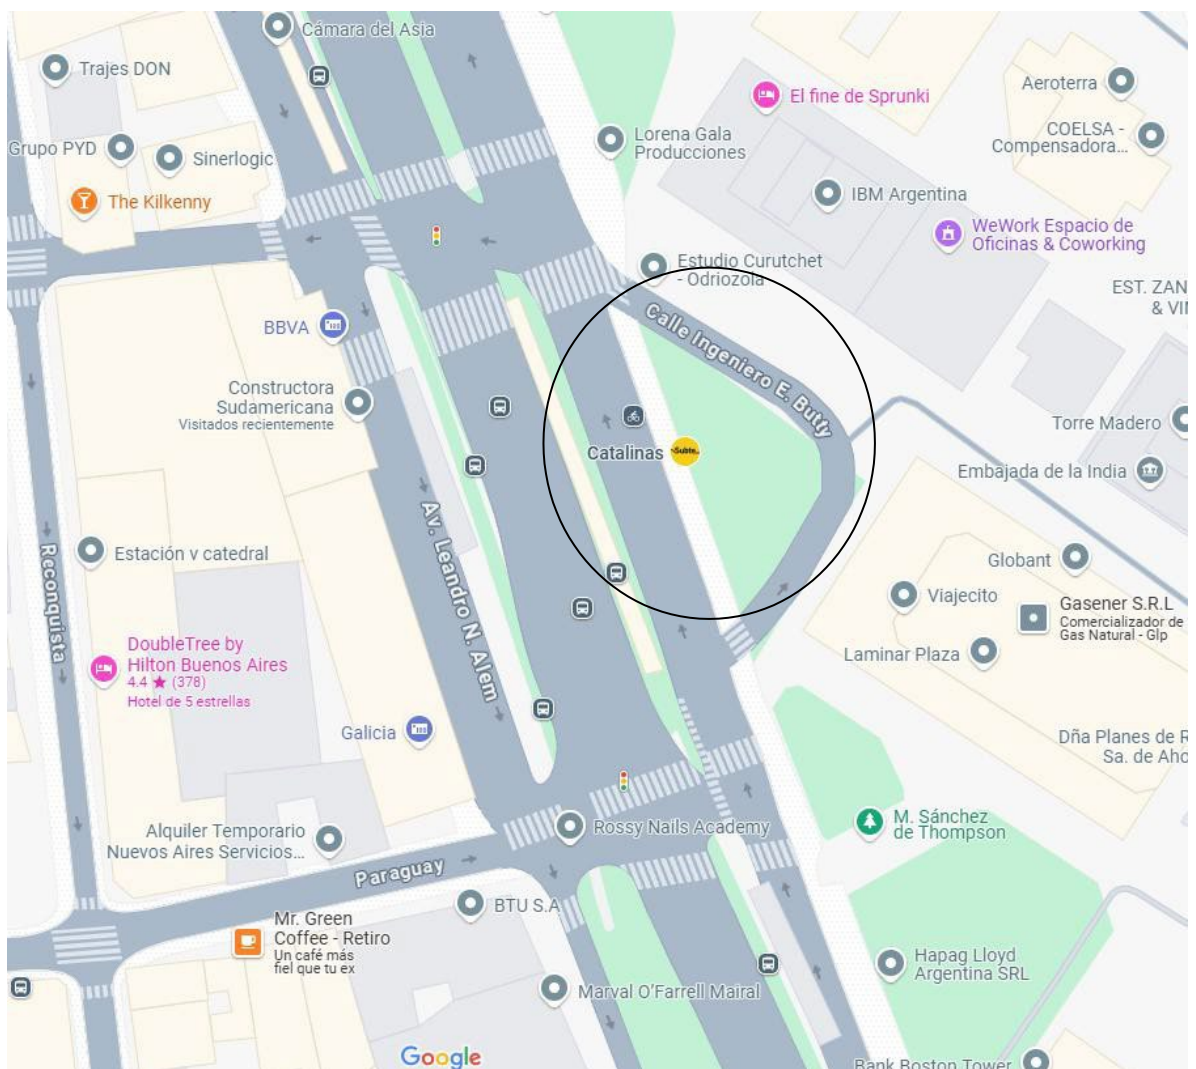 Cámara del Asia
Trajes DON
Aeroterra
El fine de Sprunki
Lorena Gala
Producciones
COELSA -
Compensadora...
Grupo PYD
Sinerlogic
IBM Argentina
The Kilkenny
WeWork Espacio de
Oficinas & Coworking
Estudio Curutchet
- Odriozola
EST. ZAN
& VI
BBVA
Calle Ingeniero E. Butty
Constructora
Sudamericana
Visitados recientemente
Torre Madero
Catalinas
Subte
Embajada de la India
Av. Leandro N. Alem
Reconquista
Estación v catedral
Globant
Viajecito
Gasener S.R.L
Comercializador de
Gas Natural - Glp
DoubleTree by
Hilton Buenos Aires
4.4 ★ (378)
Hotel de 5 estrellas
Laminar Plaza
Galicia
Dña Planes de R
Sa. de Aho
Alquiler Temporario
Nuevos Aires Servicios...
Rossy Nails Academy
M. Sánchez
de Thompson
Paraguay
BTU S.A
Mr. Green
Coffee - Retiro
Un café más
fiel que tu ex
Hapag Lloyd
Argentina SRL
Marval O'Farrell Mairal
Google
Bank Boston Tower